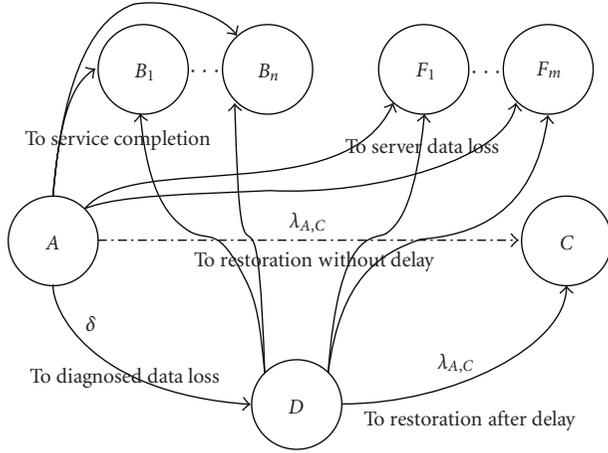 B1 ... Bn F1 ... Fm
To service completion
To server data loss
A
λA,C
C
To restoration without delay
δ
λA,C
To diagnosed data loss
D
To restoration after delay